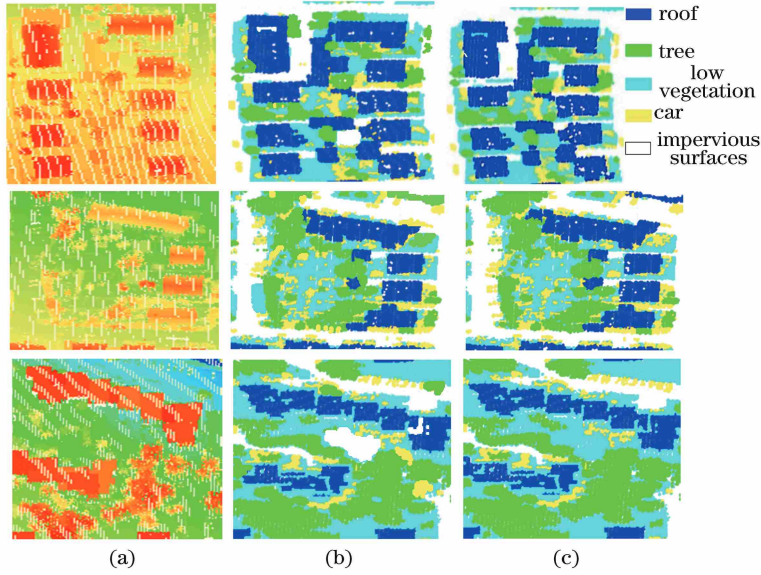 roof
tree
low
vegetation
car
impervious
surfaces
(a)
(b)
(c)